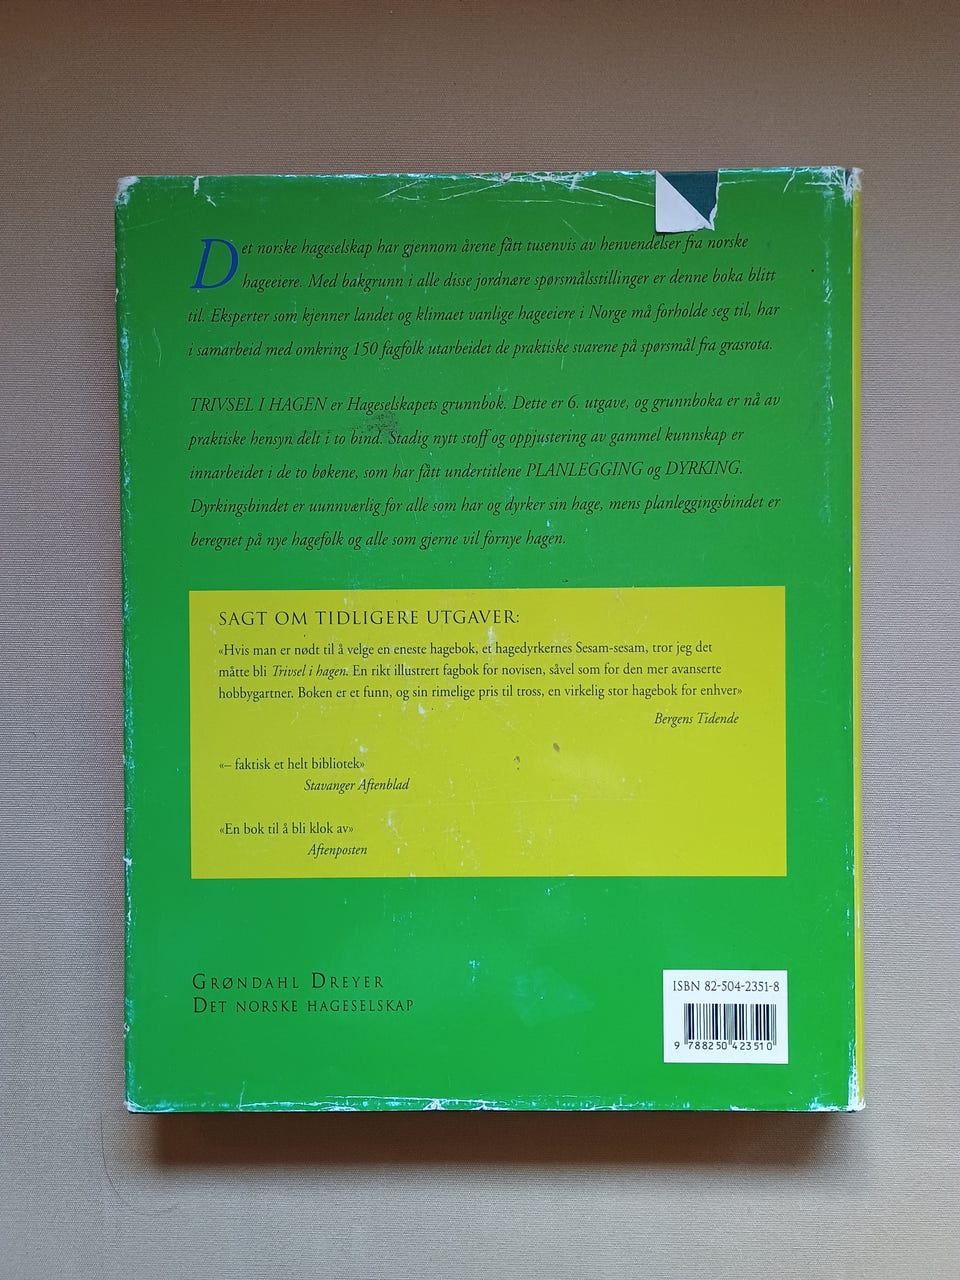 Det norske hageselskap har gjennom årene fått tusenvis av henvendelser fra norske
hageeiere. Med bakgrunn i alle disse jordnære spørsmålsstillinger er denne boka blitt
til. Eksperter som kjenner landet og klimaet vanlige hageeiere i Norge må forholde seg til, har
i samarbeid med omkring 150 fagfolk utarbeidet de praktiske svarene på spørsmål fra grasrota.
TRIVSEL I HAGEN er Hageselskapets grunnbok. Dette er 6. utgave, og grunnboka er nå av
praktiske hensyn delt i to bind. Stadig nytt stoff og oppjustering av gammel kunnskap er
innarbeidet i de to bøkene, som har fått undertitlene PLANLEGGING og DYRKING.
Dyrkingsbindet er uunnværlig for alle som har og dyrker sin hage, mens planleggingsbindet er
beregnet på nye hagefolk og alle som gjerne vil fornye hagen.
SAGT OM TIDLIGERE UTGAVER:
«Hvis man er nødt til å velge en eneste hagebok, et hagedyrkernes Sesam-sesam, tror jeg det
måtte bli Trivsel i hagen. En rikt illustrert fagbok for novisen, såvel som for den mer avanserte
hobbygartner. Boken er et funn, og sin rimelige pris til tross, en virkelig stor hagebok for enhver»
Bergens Tidende
«– faktisk et helt bibliotek»
Stavanger Aftenblad
«En bok til å bli klok av»
Aftenposten
GRØNDAHL DREYER
DET NORSKE HAGESELSKAP
ISBN 82-504-2351-8
9 788250 423510